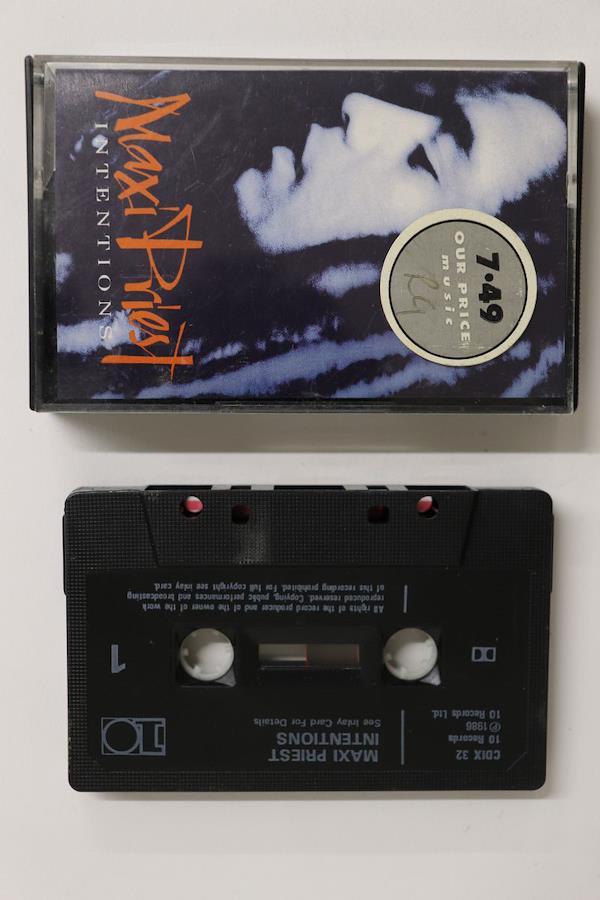 Maxi Priest
INTENTIONS
7.49
OUR PRICE
music
RG
CDIX 32
10 Records
℗1986
10 Records Ltd.
MAXI PRIEST
INTENTIONS
See Inlay Card For Details
10
1
All rights of the record producer and of the owner of the work
reproduced reserved. Copying, public performances and broadcasting
of this recording prohibited. For full copyright see inlay card.